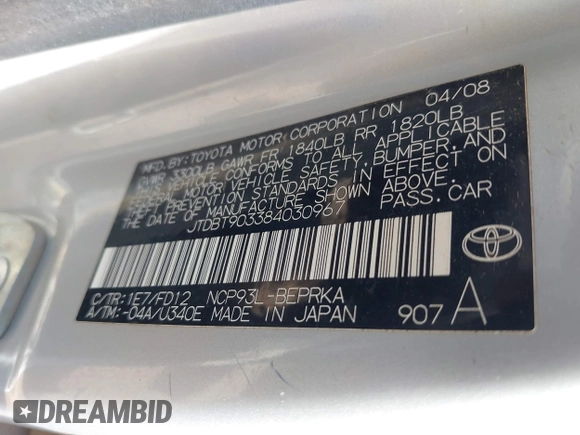 MFD. BY: TOYOTA MOTOR CORPORATION 04/08
GVWR 3300LB GAWR FR 1840LB RR 1820LB
THIS VEHICLE CONFORMS TO ALL APPLICABLE
FEDERAL MOTOR VEHICLE SAFETY, BUMPER, AND
THEFT PREVENTION STANDARDS IN EFFECT ON
THE DATE OF MANUFACTURE SHOWN ABOVE.
JTDBT903384030967 PASS. CAR
C/TR: 1E7/FD12 NCP93L-BEPRKA
A/TM: -04A/U340E MADE IN JAPAN 907 A
DREAMBID